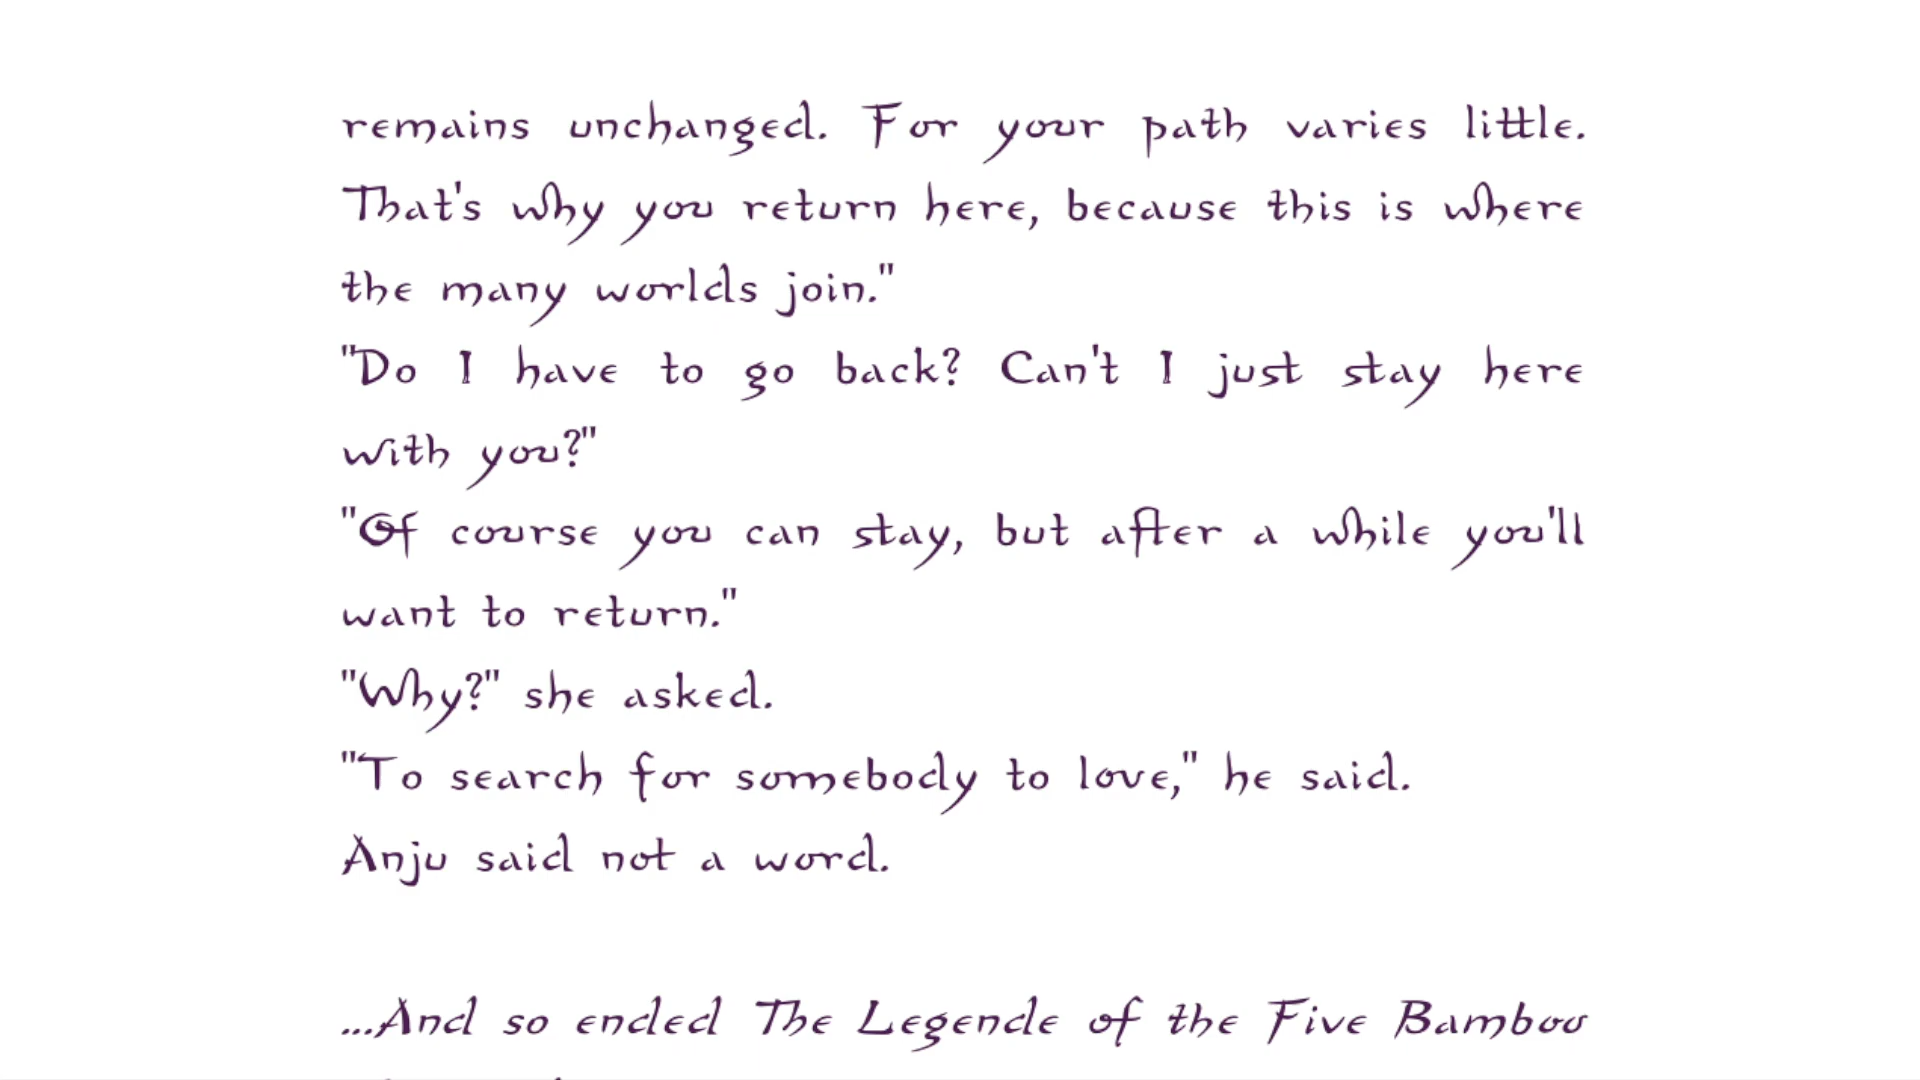 remains unchanged. For your path varies little.
That's why you return here, because this is where
the many worlds join."
"Do I have to go back? Can't I just stay here
with you?"
"Of course you can stay, but after a while you'll
want to return."
"Why?" she asked.
"To search for somebody to love," he said.
Anju said not a word.
...And so ended The Legende of the Five Bamboo